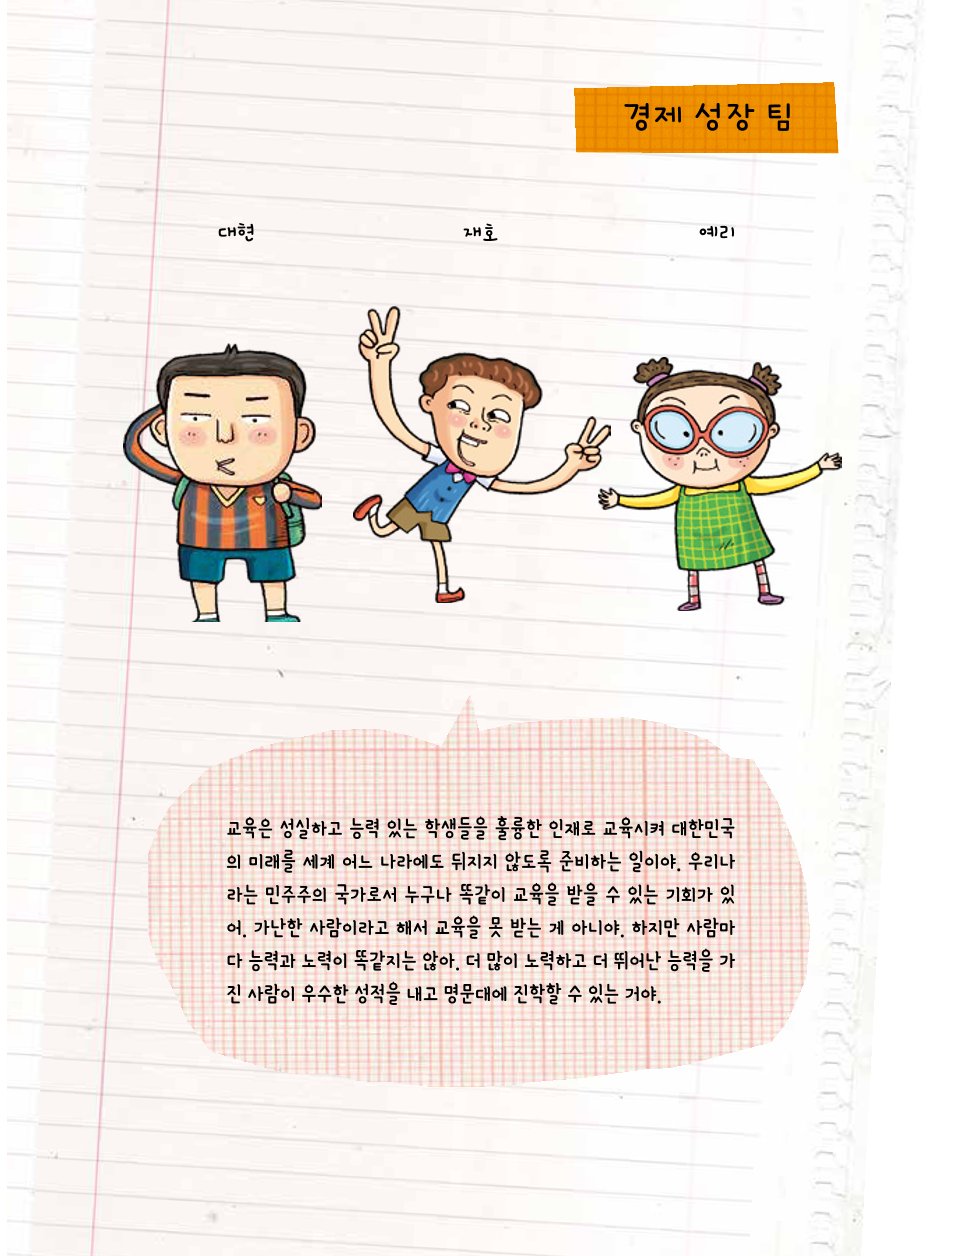 경제 성장 팀
대현 재호 예리
교육은 성실하고 능력 있는 학생들을 훌륭한 인재로 교육시켜 대한민국
의 미래를 세계 어느 나라에도 뒤지지 않도록 준비하는 일이야. 우리나
라는 민주주의 국가로서 누구나 똑같이 교육을 받을 수 있는 기회가 있
어. 가난한 사람이라고 해서 교육을 못 받는 게 아니야. 하지만 사람마
다 능력과 노력이 똑같지는 않아. 더 많이 노력하고 더 뛰어난 능력을 가
진 사람이 우수한 성적을 내고 명문대에 진학할 수 있는 거야.